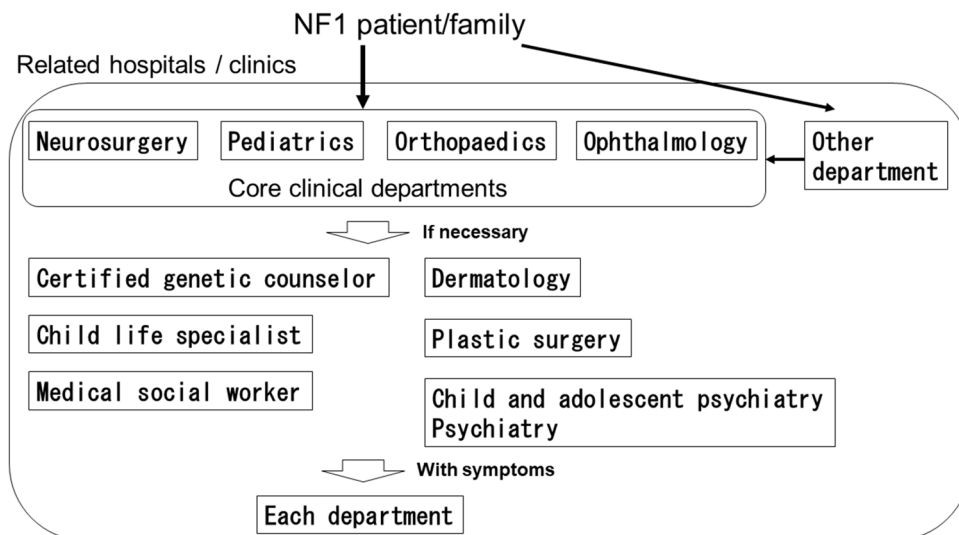 NF1 patient/family
Related hospitals / clinics
Neurosurgery
Pediatrics
Orthopaedics
Ophthalmology
Other
department
Core clinical departments
If necessary
Certified genetic counselor
Dermatology
Child life specialist
Plastic surgery
Medical social worker
Child and adolescent psychiatry
Psychiatry
With symptoms
Each department